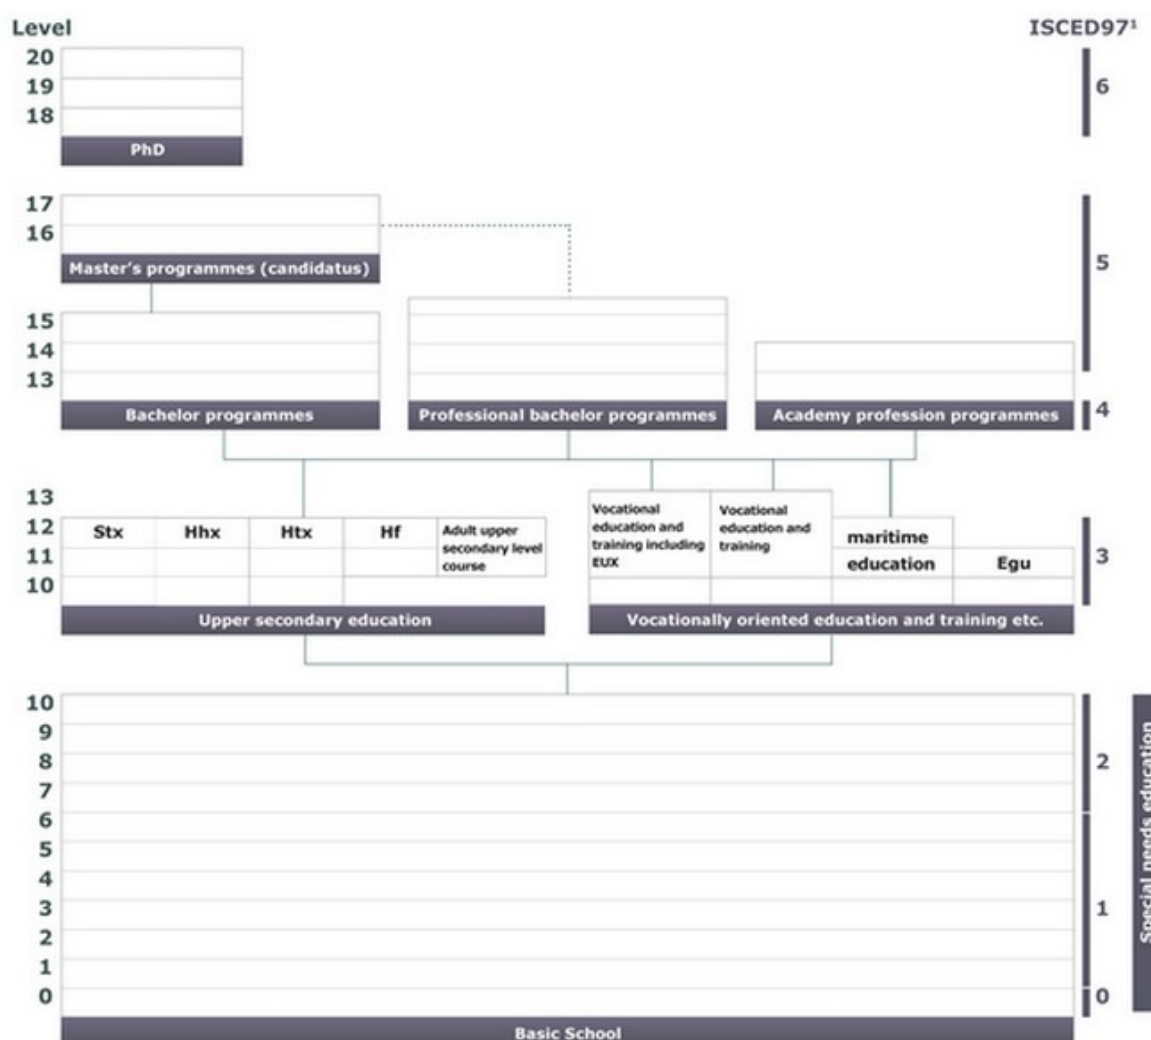 Level
ISCED97¹
20
19
18
6
PhD
17
16
Master's programmes (candidatus)
5
15
14
13
Bachelor programmes
Professional bachelor programmes
Academy profession programmes
4
13
12
11
10
Stx
Hhx
Htx
Hf
Adult upper
secondary level
course
Vocational
education and
training including
EUX
Vocational
education and
training
maritime
education
Egu
3
Upper secondary education
Vocationally oriented education and training etc.
10
9
8
7
6
5
4
3
2
1
0
2
1
0
Special needs education
Basic School